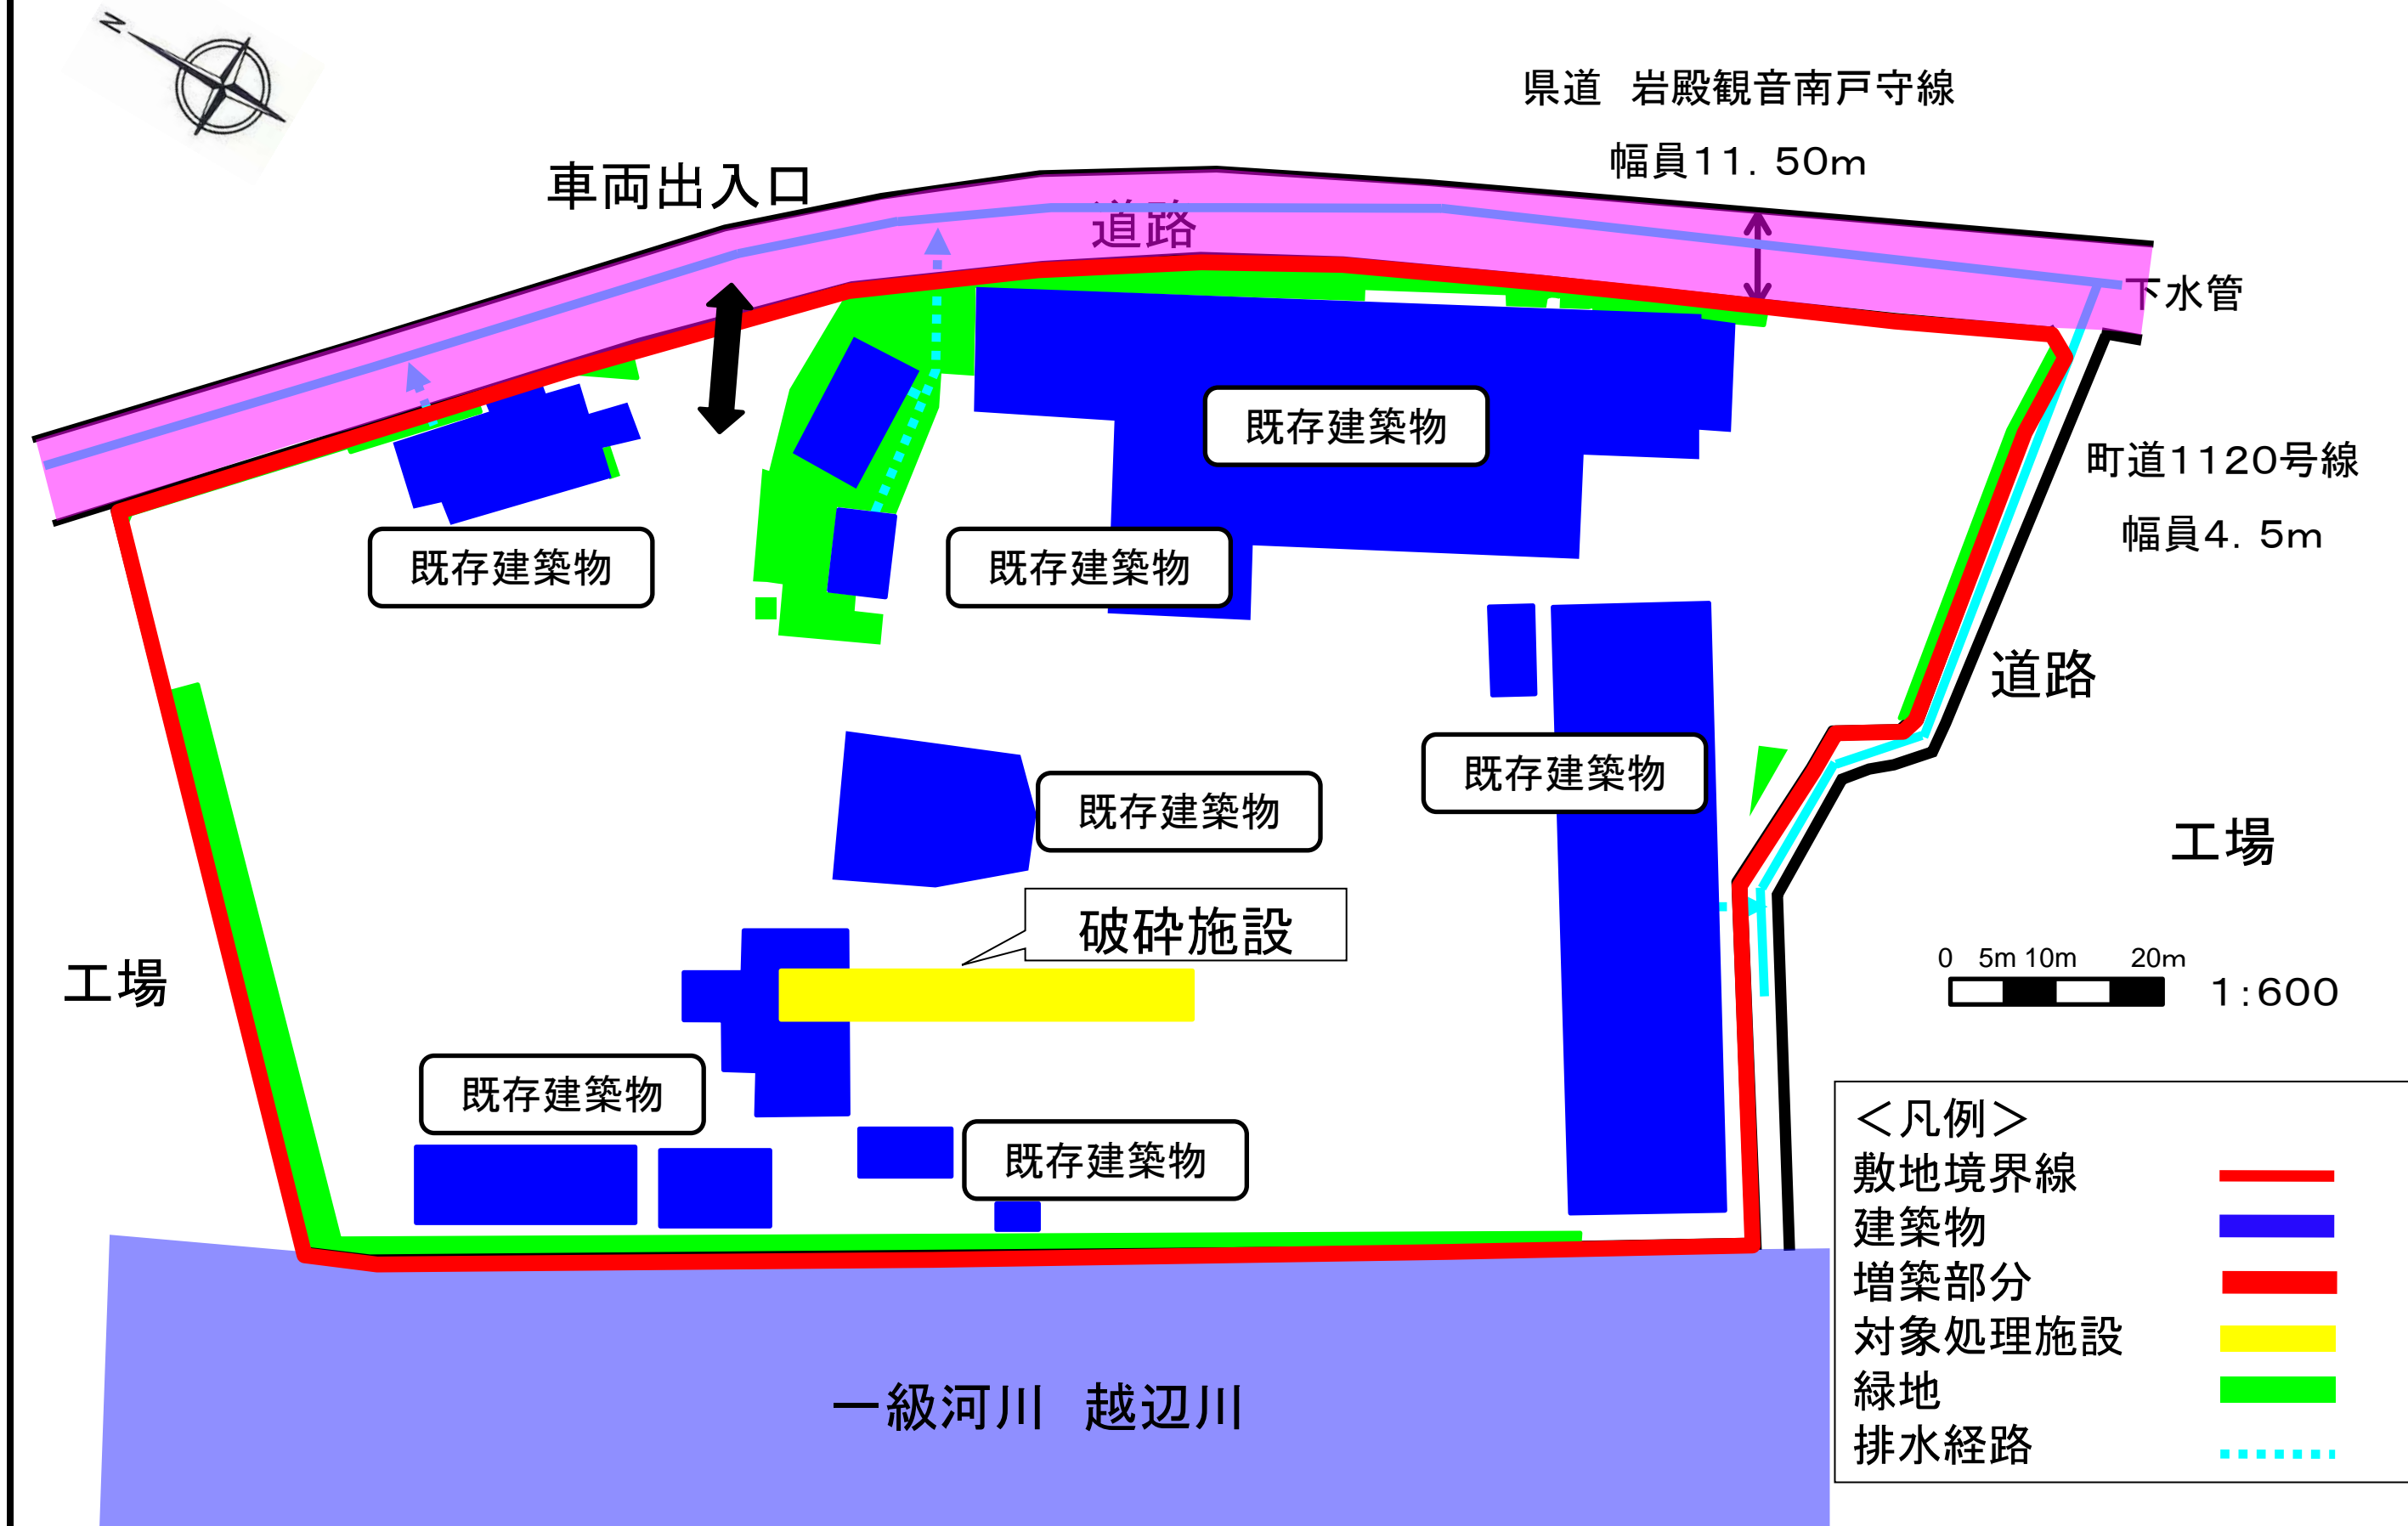 N
県道　岩殿観音南戸守線
幅員11．50m
車両出入口
道路
下水管
既存建築物
町道1120号線
幅員4．5m
既存建築物
既存建築物
道路
既存建築物
既存建築物
工場
破砕施設
工場
0 5m 10m 20m
1：600
既存建築物
既存建築物
＜凡例＞
敷地境界線
建築物
増築部分
対象処理施設
緑地
排水経路
一級河川　越辺川